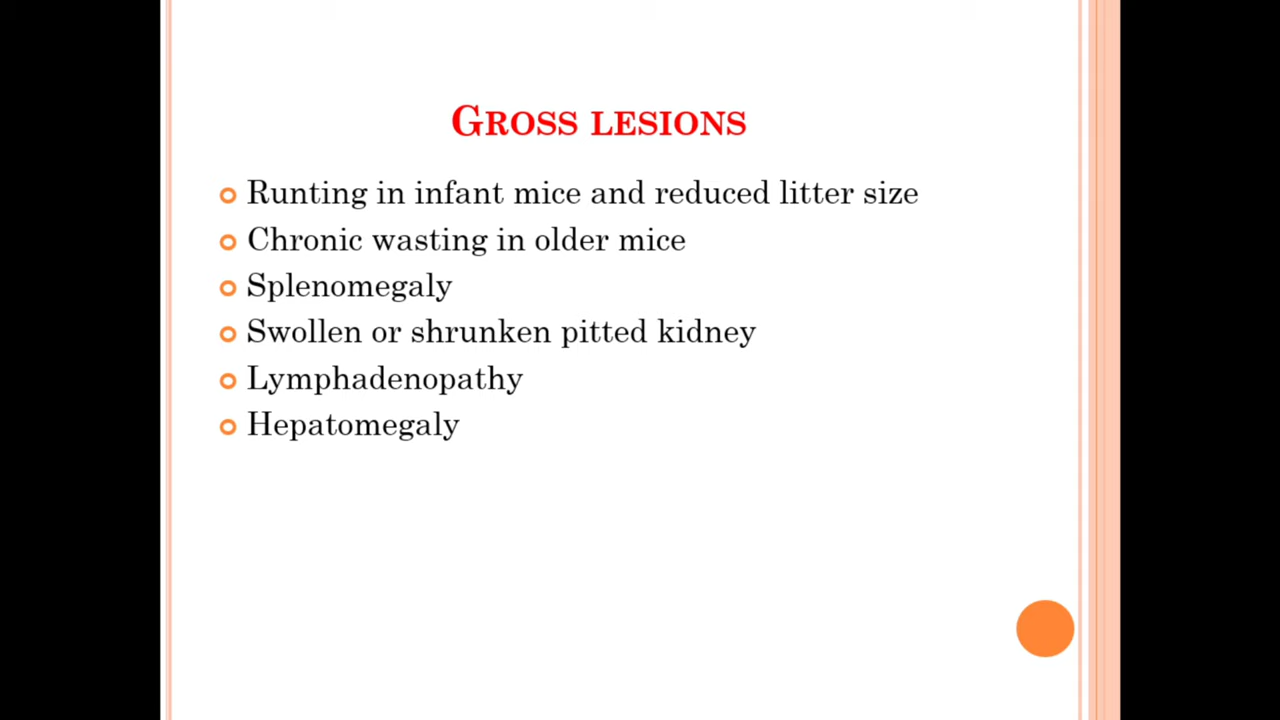 GROSS LESIONS
Runting in infant mice and reduced litter size
Chronic wasting in older mice
Splenomegaly
Swollen or shrunken pitted kidney
Lymphadenopathy
Hepatomegaly